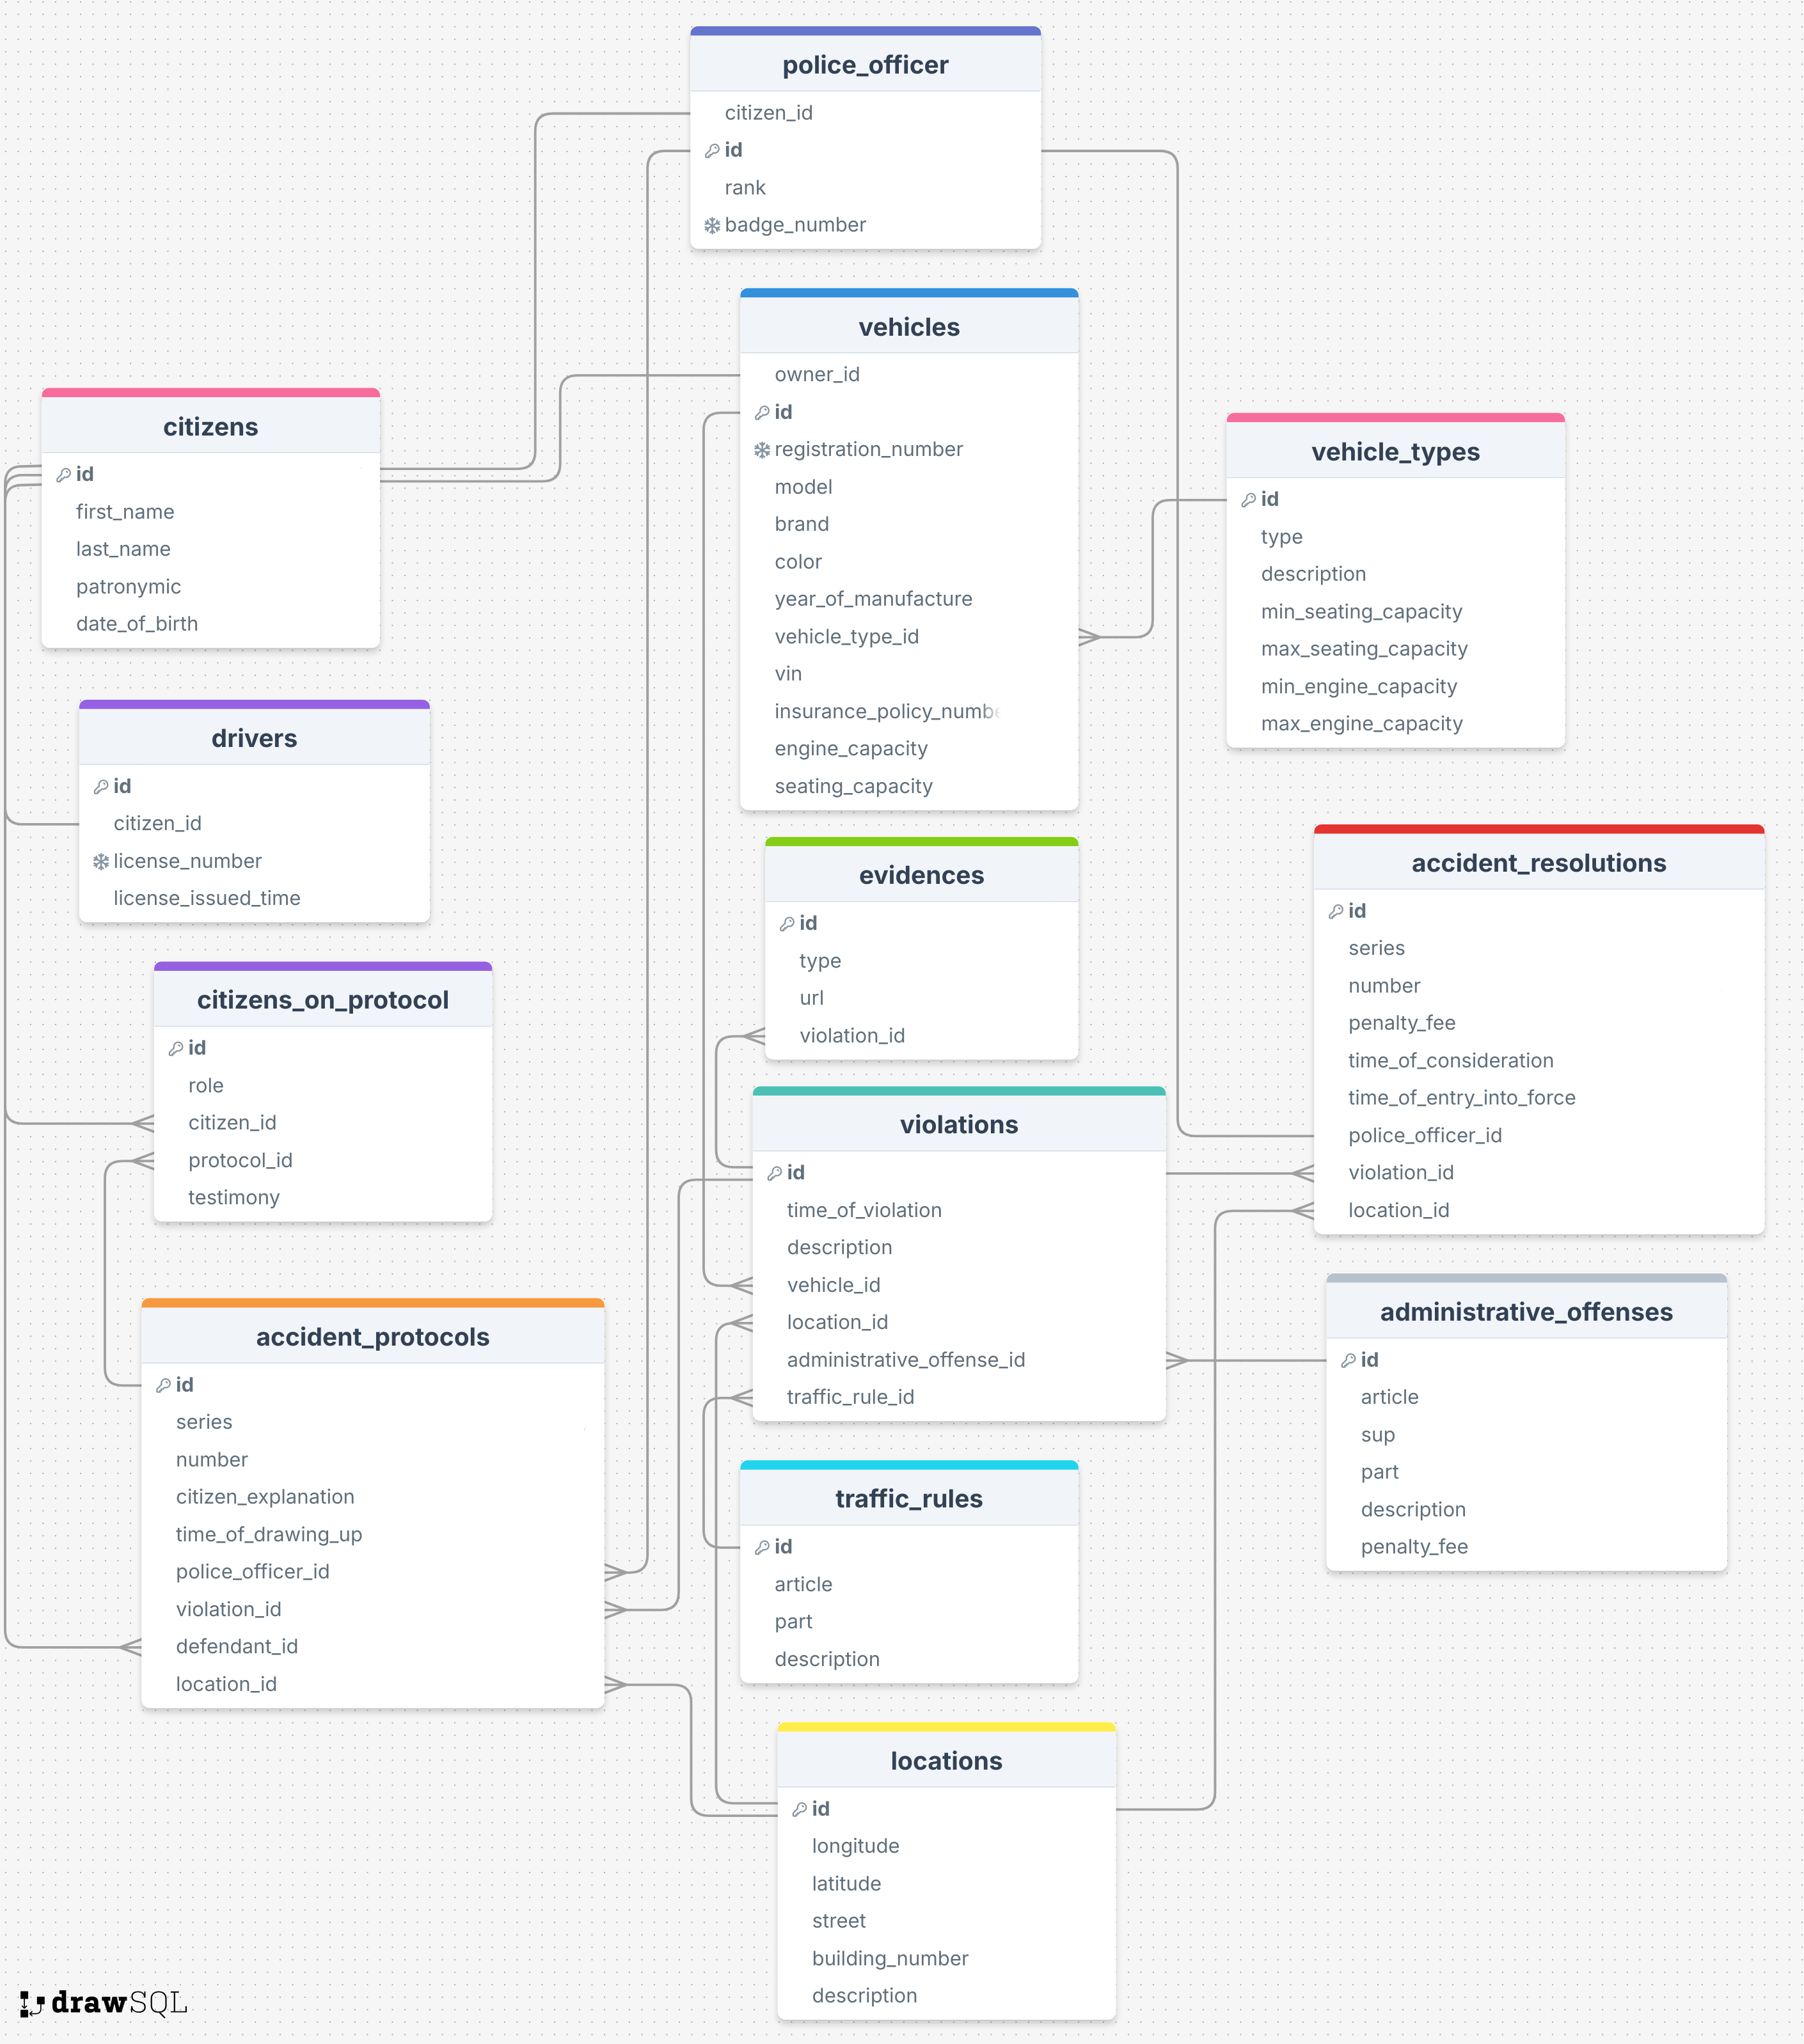 police_officer
citizen_id
id
rank
badge_number
vehicles
owner_id
id
registration_number
model
brand
color
year_of_manufacture
vehicle_type_id
vin
insurance_policy_numbe
engine_capacity
seating_capacity
citizens
id
first_name
last_name
patronymic
date_of_birth
vehicle_types
id
type
description
min_seating_capacity
max_seating_capacity
min_engine_capacity
max_engine_capacity
drivers
id
citizen_id
license_number
license_issued_time
evidences
id
type
url
violation_id
accident_resolutions
id
series
number
penalty_fee
time_of_consideration
time_of_entry_into_force
police_officer_id
violation_id
location_id
citizens_on_protocol
id
role
citizen_id
protocol_id
testimony
violations
id
time_of_violation
description
vehicle_id
location_id
administrative_offense_id
traffic_rule_id
administrative_offenses
id
article
sup
part
description
penalty_fee
accident_protocols
id
series
number
citizen_explanation
time_of_drawing_up
police_officer_id
violation_id
defendant_id
location_id
traffic_rules
id
article
part
description
locations
id
longitude
latitude
street
building_number
description
drawSQL